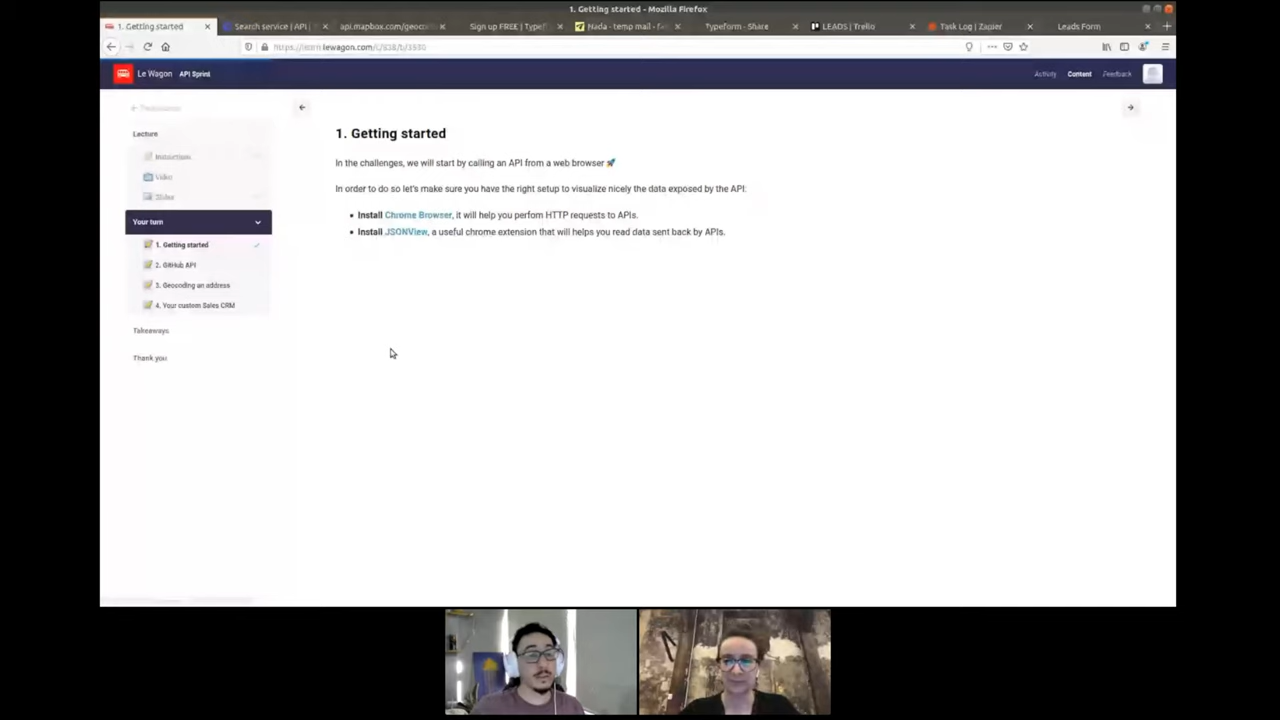 1. Getting started - Mozilla Firefox
1. Getting started
Search service | API |
api.mapbox.com/geoco
Sign up FREE | Typef
Nada - temp mail - f
Typeform - Share
LEADS | Trello
Task Log | Zapier
Leads Form
Le Wagon
API Sprint
Activity
Content
Feedback
Lecture
Instructions
Video
Slides
Your turn
1. Getting started
2. GitHub API
3. Geocoding an address
4. Your custom Sales CRM
Takeaways
Thank you
1. Getting started
In the challenges, we will start by calling an API from a web browser 🚀
In order to do so let's make sure you have the right setup to visualize nicely the data exposed by the API:
• Install Chrome Browser, it will help you perfom HTTP requests to APIs.
• Install JSONView, a useful chrome extension that will helps you read data sent back by APIs.